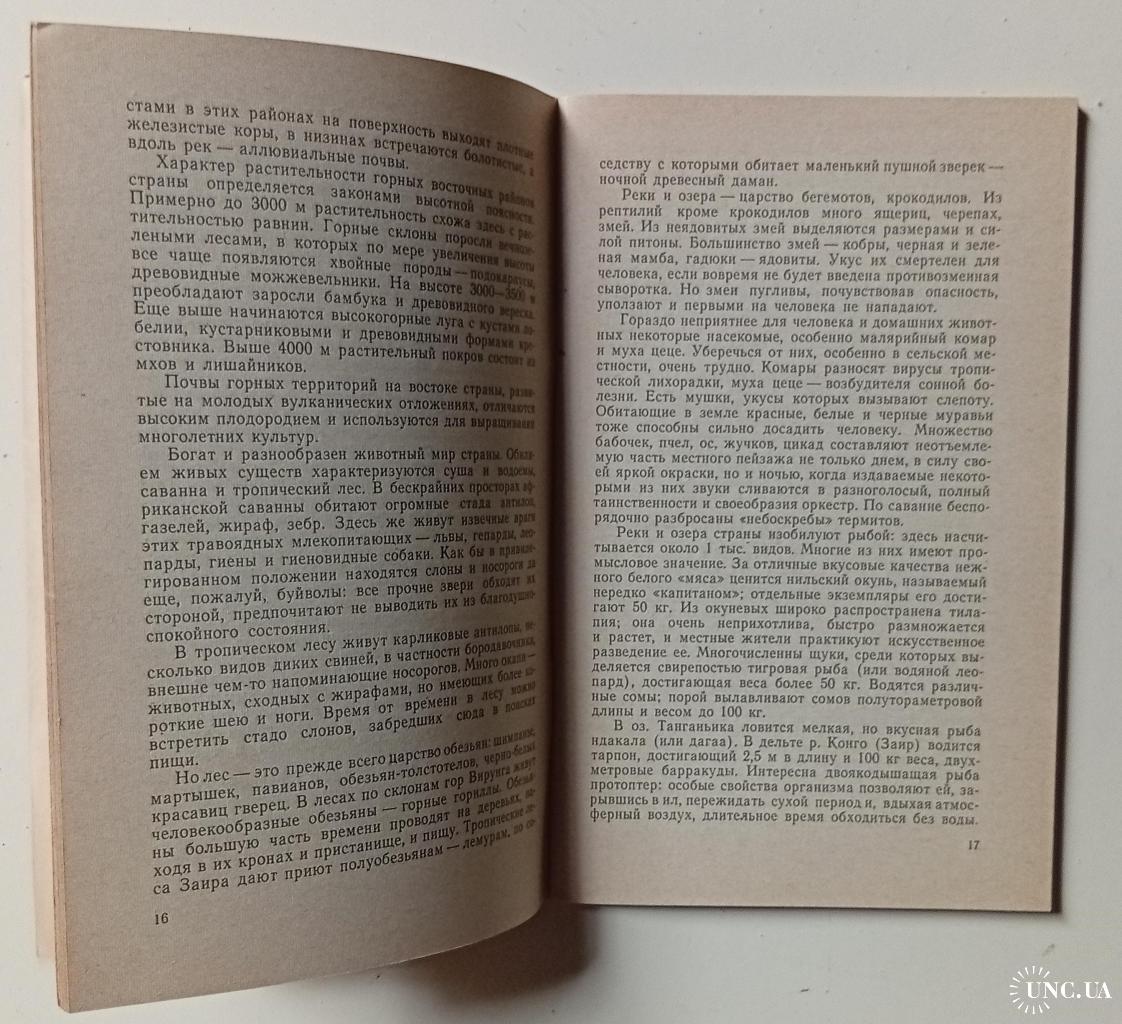 стами в этих районах на поверхность выходят плотные
железистые коры, в низинах встречаются болотистые, а
вдоль рек — аллювиальные почвы.
Характер растительности горных восточных районов
страны определяется законами высотной поясности.
Примерно до 3000 м растительность схожа здесь с рас-
тительностью равнин. Горные склоны поросли вечнозе-
леными лесами, в которых по мере увеличения высоты
все чаще появляются хвойные породы — подокарпусы,
древовидные можжевельники. На высоте 3000—3500 м
преобладают заросли бамбука и древовидного вереска.
Еще выше начинаются высокогорные луга с кустами ло-
белии, кустарниковыми и древовидными формами кре-
стовника. Выше 4000 м растительный покров состоит из
мхов и лишайников.
Почвы горных территорий на востоке страны, разви-
тые на молодых вулканических отложениях, отличаются
высоким плодородием и используются для выращивания
многолетних культур.
Богат и разнообразен животный мир страны. Обили-
ем живых существ характеризуются суша и водоемы,
саванна и тропический лес. В бескрайних просторах аф-
риканской саванны обитают огромные стада антилоп,
газелей, жираф, зебр. Здесь же живут извечные враги
этих травоядных млекопитающих — львы, гепарды, лео-
парды, гиены и гиеновидные собаки. Как бы в привиле-
гированном положении находятся слоны и носороги да
еще, пожалуй, буйволы: все прочие звери обходят их
стороной, предпочитают не выводить их из благодушно-
спокойного состояния.
В тропическом лесу живут карликовые антилопы, не-
сколько видов диких свиней, в частности бородавочники,
внешне чем-то напоминающие носорогов. Много окапи —
животных, сходных с жирафами, но имеющих более ко-
роткие шею и ноги. Время от времени в лесу можно
встретить стадо слонов, забредших сюда в поисках
пищи.
Но лес — это прежде всего царство обезьян: шимпанзе,
мартышек, павианов, обезьян-толстотелов, черно-белых
красавиц гверец. В лесах по склонам гор Вирунга живут
человекообразные обезьяны — горные гориллы. Обезья-
ны большую часть времени проводят на деревьях, на-
ходя в их кронах и пристанище, и пищу. Тропические ле-
са Заира дают приют полуобезьянам — лемурам, по со-
16
седству с которыми обитает маленький пушной зверек —
ночной древесный даман.
Реки и озера — царство бегемотов, крокодилов. Из
рептилий кроме крокодилов много ящериц, черепах,
змей. Из неядовитых змей выделяются размерами и си-
лой питоны. Большинство змей — кобры, черная и зеле-
ная мамба, гадюки — ядовиты. Укус их смертелен для
человека, если вовремя не будет введена противозмеиная
сыворотка. Но змеи пугливы, почувствовав опасность,
уползают и первыми на человека не нападают.
Гораздо неприятнее для человека и домашних живот-
ных некоторые насекомые, особенно малярийный комар
и муха цеце. Уберечься от них, особенно в сельской ме-
стности, очень трудно. Комары разносят вирусы тропи-
ческой лихорадки, муха цеце — возбудителя сонной бо-
лезни. Есть мушки, укусы которых вызывают слепоту.
Обитающие в земле красные, белые и черные муравьи
тоже способны сильно досадить человеку. Множество
бабочек, пчел, ос, жучков, цикад составляют неотъемле-
мую часть местного пейзажа не только днем, в силу сво-
ей яркой окраски, но и ночью, когда издаваемые некото-
рыми из них звуки сливаются в разноголосый, полный
таинственности и своеобразия оркестр. По саванне беспо-
рядочно разбросаны «небоскребы» термитов.
Реки и озера страны изобилуют рыбой: здесь насчи-
тывается около 1 тыс. видов. Многие из них имеют про-
мысловое значение. За отличные вкусовые качества неж-
ного белого «мяса» ценится нильский окунь, называемый
нередко «капитаном»; отдельные экземпляры его дости-
гают 50 кг. Из окуневых широко распространена тила-
пия; она очень неприхотлива, быстро размножается
и растет, и местные жители практикуют искусственное
разведение ее. Многочисленны щуки, среди которых вы-
деляется свирепостью тигровая рыба (или водяной лео-
пард), достигающая веса более 50 кг. Водятся различ-
ные сомы; порой вылавливают сомов полутораметровой
длины и весом до 100 кг.
В оз. Танганьика ловится мелкая, но вкусная рыба
ндакала (или дагаа). В дельте р. Конго (Заир) водится
тарпон, достигающий 2,5 м в длину и 100 кг веса, двух-
метровые барракуды. Интересна двоякодышащая рыба
протоптер: особые свойства организма позволяют ей, за-
рывшись в ил, пережидать сухой период и, вдыхая атмос-
ферный воздух, длительное время обходиться без воды.
17
UNC.UA